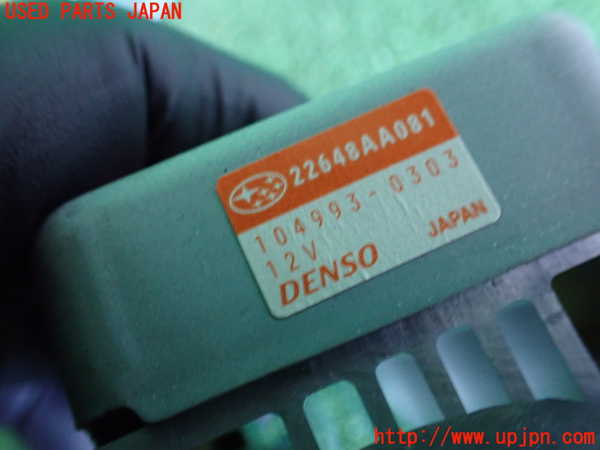 USED PARTS JAPAN
22648AA081
104993-0303
12V
DENSO JAPAN
http://www.upjpn.com/